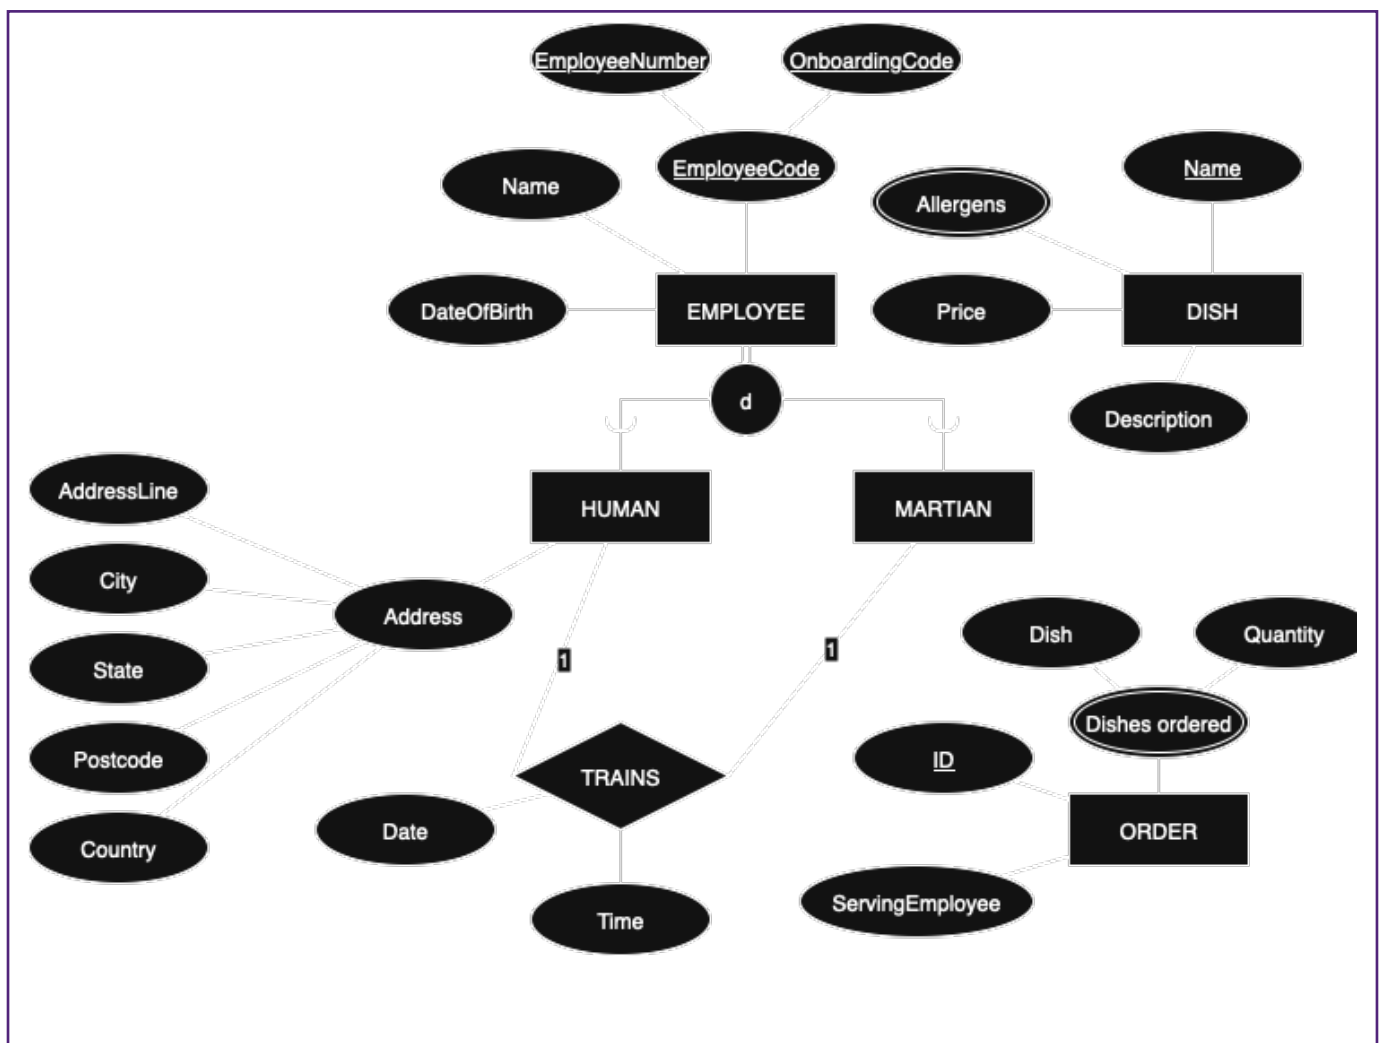 EmployeeNumber
OnboardingCode
EmployeeCode
Name
Name
Allergens
DateOfBirth
EMPLOYEE
Price
DISH
d
Description
AddressLine
HUMAN
MARTIAN
City
Address
Dish
Quantity
State
1
1
Dishes ordered
Postcode
TRAINS
ID
Date
ORDER
Country
ServingEmployee
Time